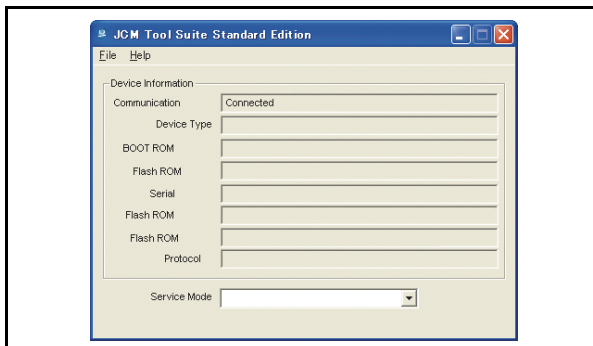 JCM Tool Suite Standard Edition
File Help
Device Information
Communication Connected
Device Type
BOOT ROM
Flash ROM
Serial
Flash ROM
Flash ROM
Protocol
Service Mode